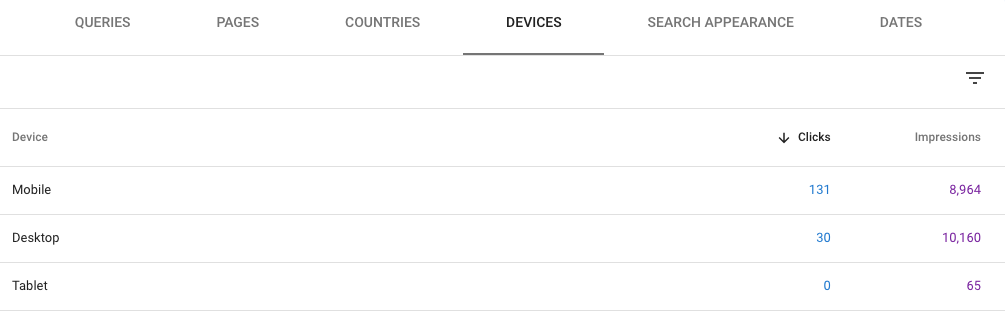 QUERIES PAGES COUNTRIES DEVICES SEARCH APPEARANCE DATES
Device Clicks Impressions
Mobile 131 8,964
Desktop 30 10,160
Tablet 0 65